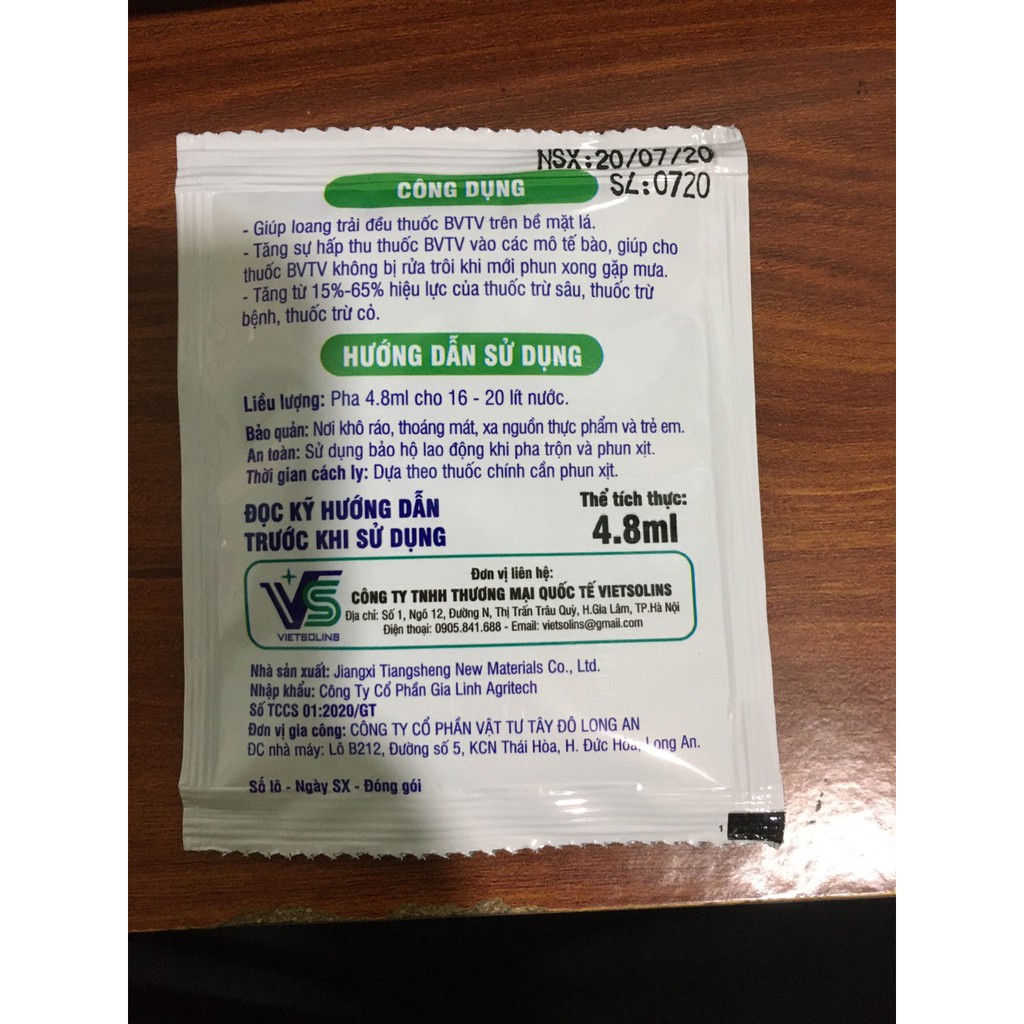 NSX:20/07/20
SL:0720
CÔNG DỤNG
- Giúp loang trải đều thuốc BVTV trên bề mặt lá.
- Tăng sự hấp thu thuốc BVTV vào các mô tế bào, giúp cho
thuốc BVTV không bị rửa trôi khi mới phun xong gặp mưa.
- Tăng từ 15%-65% hiệu lực của thuốc trừ sâu, thuốc trừ
bệnh, thuốc trừ cỏ.
HƯỚNG DẪN SỬ DỤNG
Liều lượng: Pha 4.8ml cho 16 - 20 lít nước.
Bảo quản: Nơi khô ráo, thoáng mát, xa nguồn thực phẩm và trẻ em.
An toàn: Sử dụng bảo hộ lao động khi pha trộn và phun xịt.
Thời gian cách ly: Dựa theo thuốc chính cần phun xịt.
ĐỌC KỸ HƯỚNG DẪN
TRƯỚC KHI SỬ DỤNG
Thể tích thực:
4.8ml
VS
VIETSOLINS
Đơn vị liên hệ:
CÔNG TY TNHH THƯƠNG MẠI QUỐC TẾ VIETSOLINS
Địa chỉ: Số 1, Ngõ 12, Đường N, Thị Trấn Trâu Quỳ, H.Gia Lâm, TP.Hà Nội
Điện thoại: 0905.841.688 - Email: vietsolins@gmail.com
Nhà sản xuất: Jiangxi Tiangsheng New Materials Co., Ltd.
Nhập khẩu: Công Ty Cổ Phần Gia Linh Agritech
Số TCCS 01:2020/GT
Đơn vị gia công: CÔNG TY CỔ PHẦN VẬT TƯ TÂY ĐÔ LONG AN
ĐC nhà máy: Lô B212, Đường số 5, KCN Thái Hòa, H. Đức Hòa, Long An.
Số lô - Ngày SX - Đóng gói
1